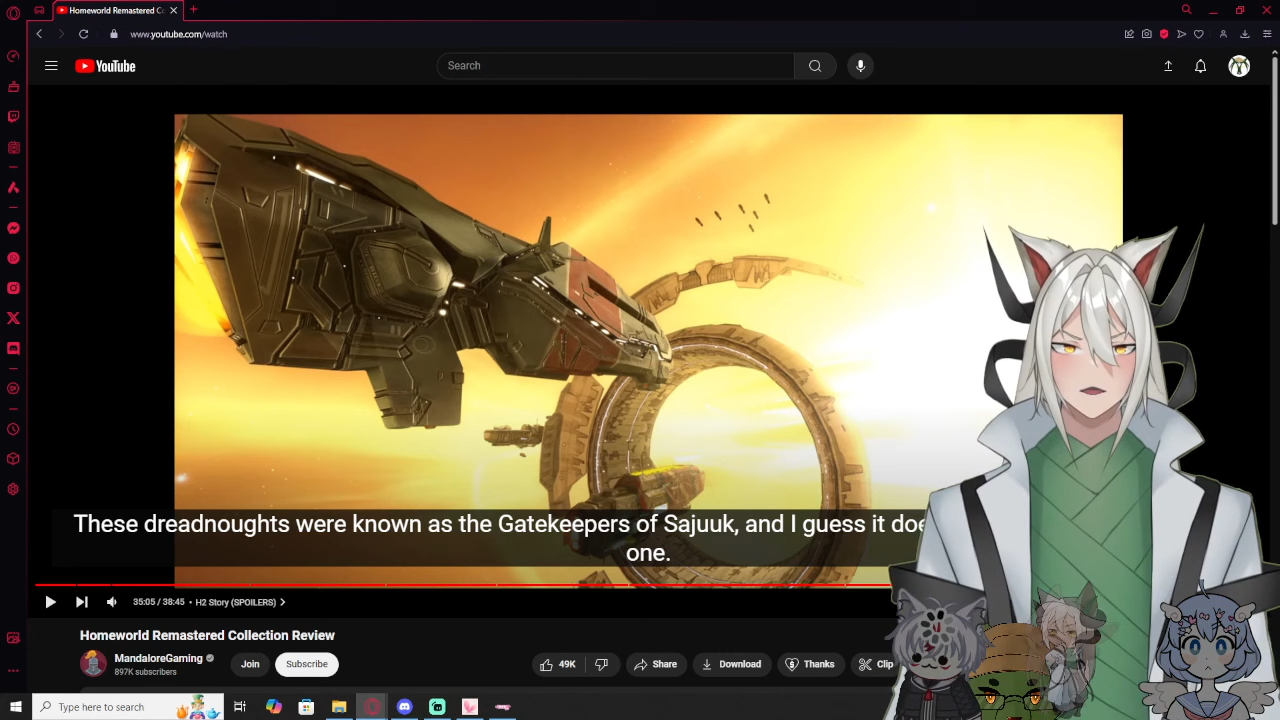 Homeworld Remastered Co
www.youtube.com/watch
YouTube
Search
These dreadnoughts were known as the Gatekeepers of Sajuuk, and I guess it
one.
35:05 / 38:45 • H2 Story (SPOILERS)
Homeworld Remastered Collection Review
MandaloreGaming
897K subscribers
Join
Subscribe
49K
Share
Download
Thanks
Clip
Type here to search